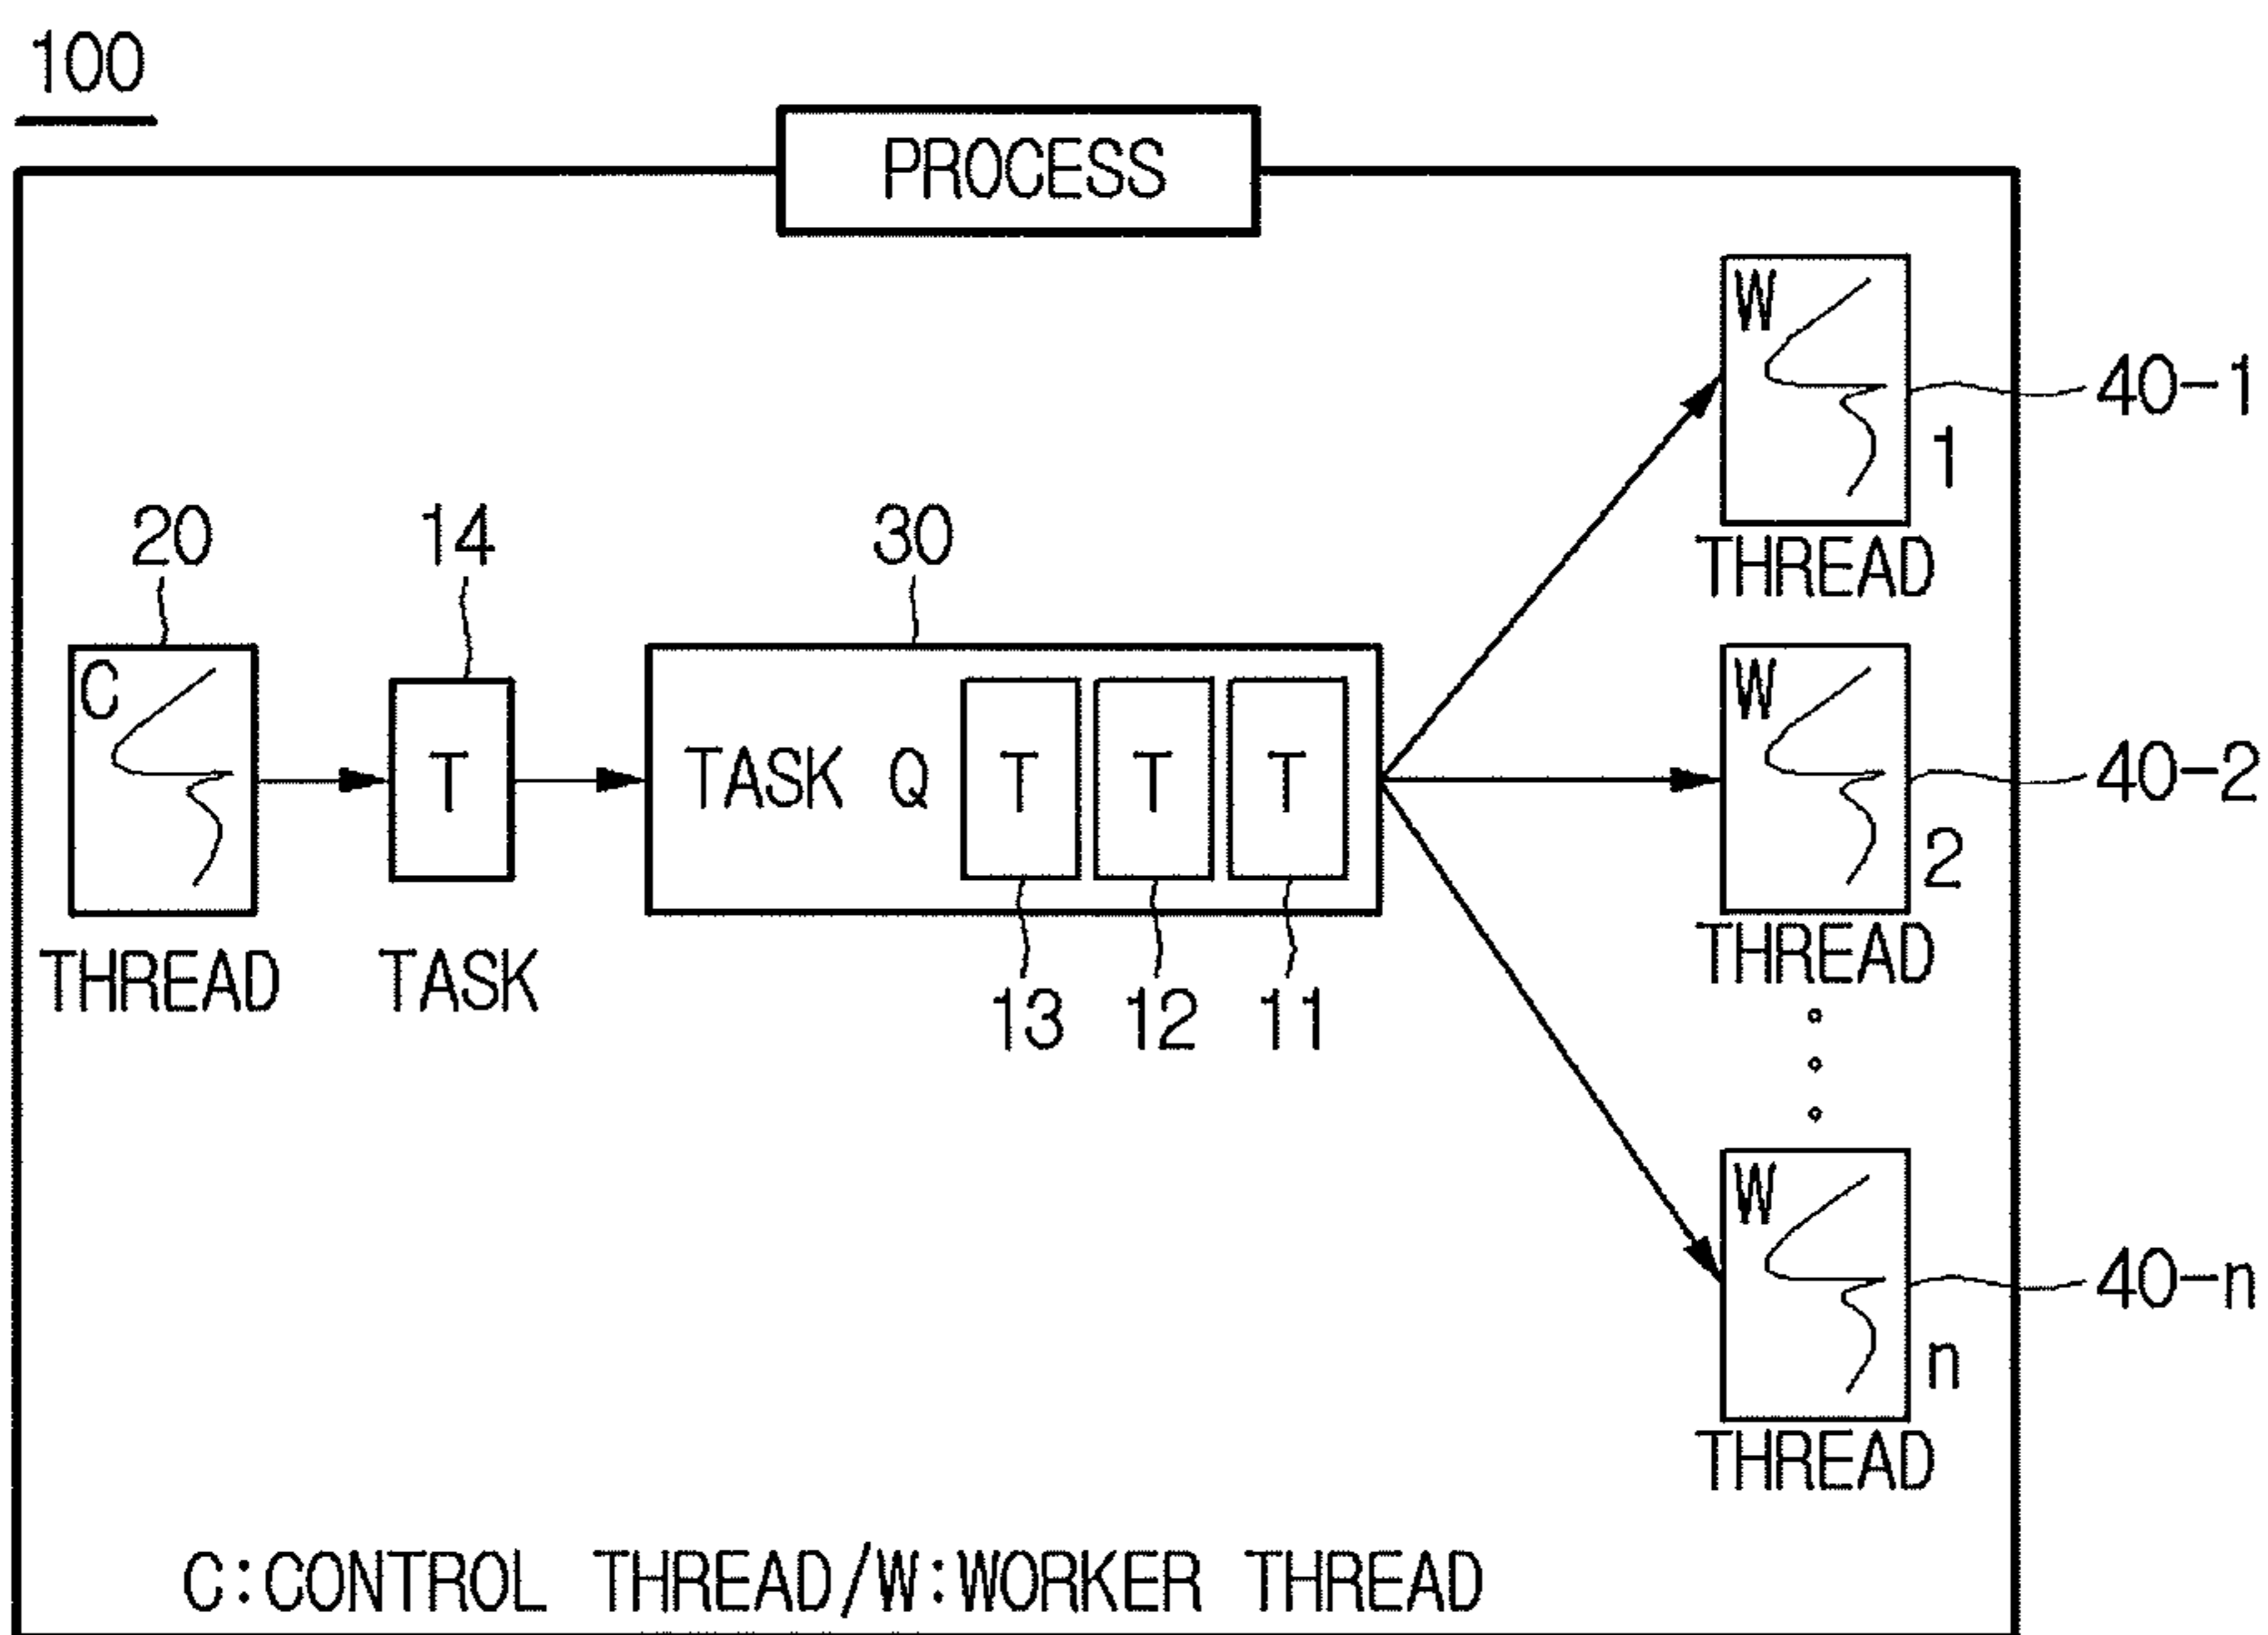 100
PROCESS
W
40-1
1
THREAD
20
14
30
C
T
TASK Q
T
T
T
W
40-2
2
THREAD
THREAD
TASK
13
12
11
W
40-n
n
THREAD
C:CONTROL THREAD/W:WORKER THREAD